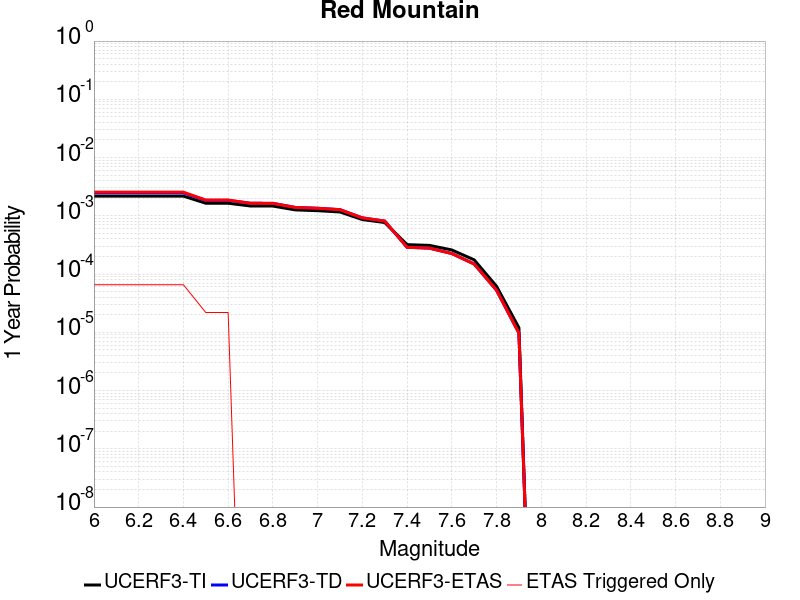 Red Mountain
10^0
10^-1
10^-2
10^-3
10^-4
10^-5
10^-6
10^-7
10^-8
1 Year Probability
6 6.2 6.4 6.6 6.8 7 7.2 7.4 7.6 7.8 8 8.2 8.4 8.6 8.8 9
Magnitude
UCERF3-TI UCERF3-TD UCERF3-ETAS ETAS Triggered Only